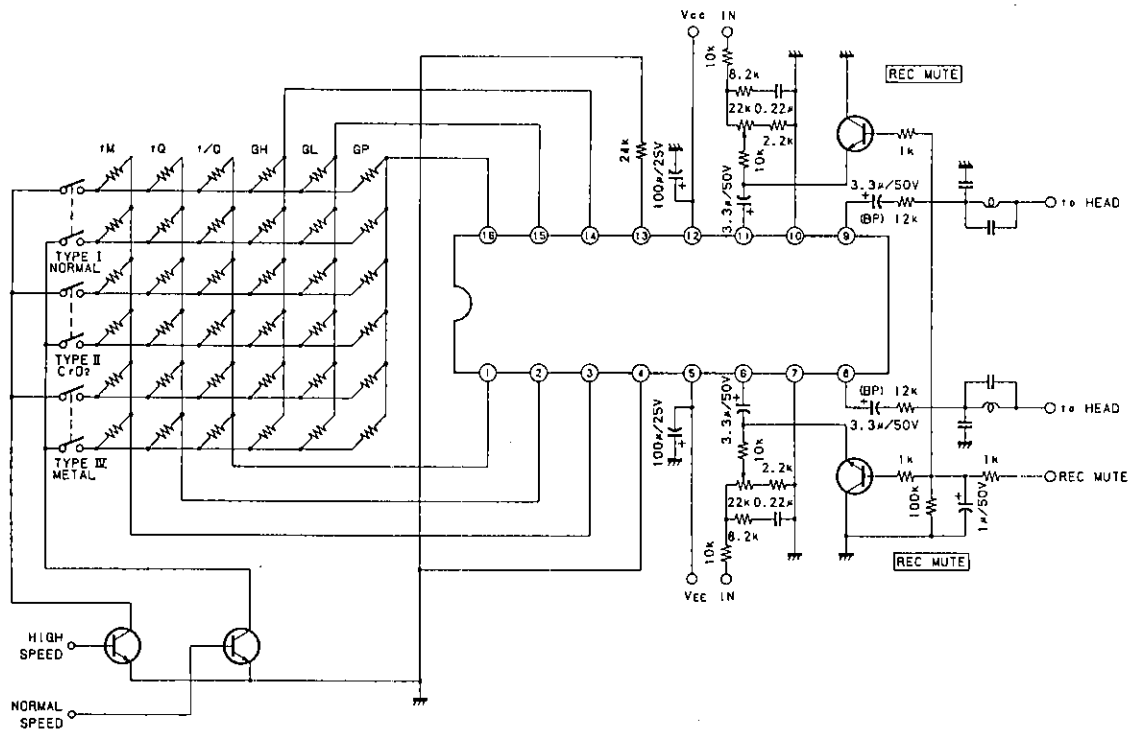 Vcc IN
REC MUTE
10k
8.2k
22k 0.22μ
2.2k
10k
1k
24k
100μ/25V
3.3μ/50V
3.3μ/50V
(BP) 12k
to HEAD
fM fQ f/Q GH GL GP
TYPE I
NORMAL
TYPE II
CrO2
TYPE IV
METAL
16 15 14 13 12 11 10 9
1 2 3 4 5 6 7 8
100μ/25V
3.3μ/50V
(BP) 12k
3.3μ/50V
to HEAD
10k
2.2k
22k 0.22μ
8.2k
10k
1k
1k
REC MUTE
100k
1μ/50V
REC MUTE
VEE IN
HIGH
SPEED
NORMAL
SPEED